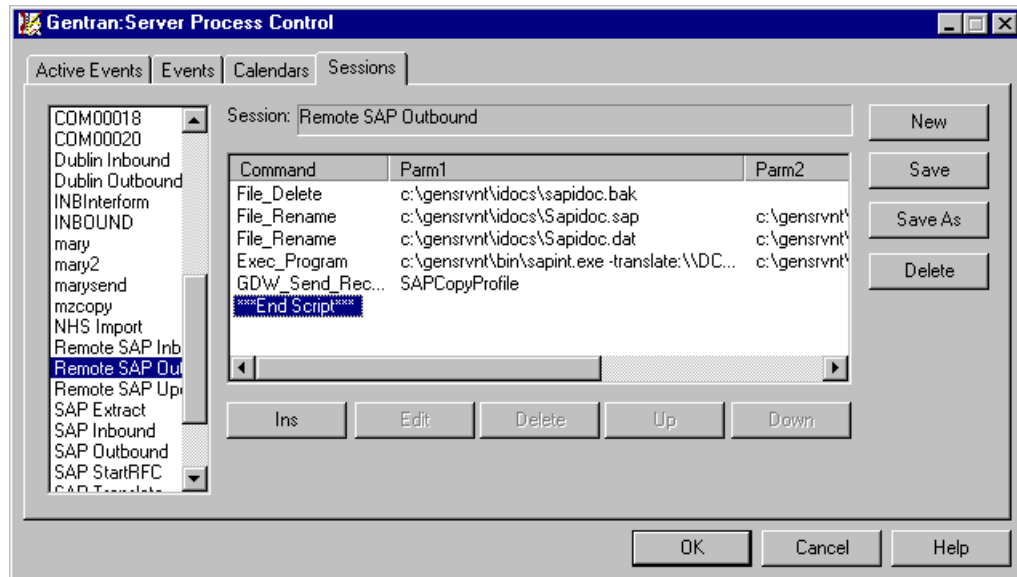 Gentran:Server Process Control
Active Events Events Calendars Sessions
COM00018
COM00020
Dublin Inbound
Dublin Outbound
INBInterform
INBOUND
mary
mary2
marysend
mzcopy
NHS Import
Remote SAP Inb
Remote SAP Out
Remote SAP Up
SAP Extract
SAP Inbound
SAP Outbound
SAP StartRFC
Session: Remote SAP Outbound
Command Parm1 Parm2
File_Delete c:\gensrvnt\idocs\sapidoc.bak
File_Rename c:\gensrvnt\idocs\Sapidoc.sap c:\gensrvnt\
File_Rename c:\gensrvnt\idocs\Sapidoc.dat c:\gensrvnt\
Exec_Program c:\gensrvnt\bin\sapint.exe -translate:\\DC... c:\gensrvnt\
GDW_Send_Rec... SAPCopyProfile
***End Script***
Ins Edit Delete Up Down
New
Save
Save As
Delete
OK Cancel Help